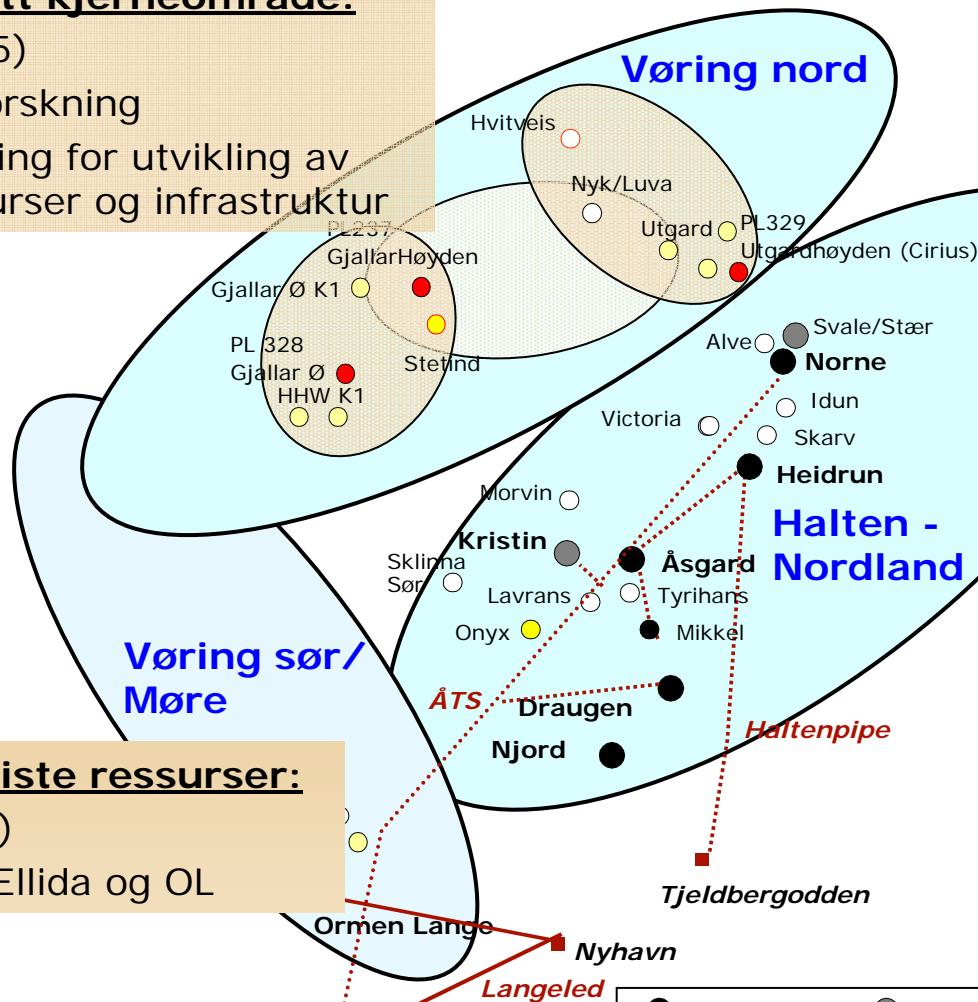 tt kjerneområde:
5)
orskning
ing for utvikling av
urser og infrastruktur
Vøring nord
Hvitveis
Nyk/Luva
Utgard
PL329
Utgardhøyden (Cirius)
PL237
GjallarHøyden
Gjallar Ø K1
Stetind
PL 328
Gjallar Ø
HHW K1
Alve
Svale/Stær
Norne
Idun
Victoria
Skarv
Heidrun
Morvin
Halten -
Nordland
Kristin
Åsgard
Sklinna
Sør
Lavrans
Tyrihans
Onyx
Mikkel
Vøring sør/
Møre
ÅTS
Draugen
Haltenpipe
Njord
iste ressurser:
)
Ellida og OL
Tjeldbergodden
Ormen Lange
Nyhavn
Langeled